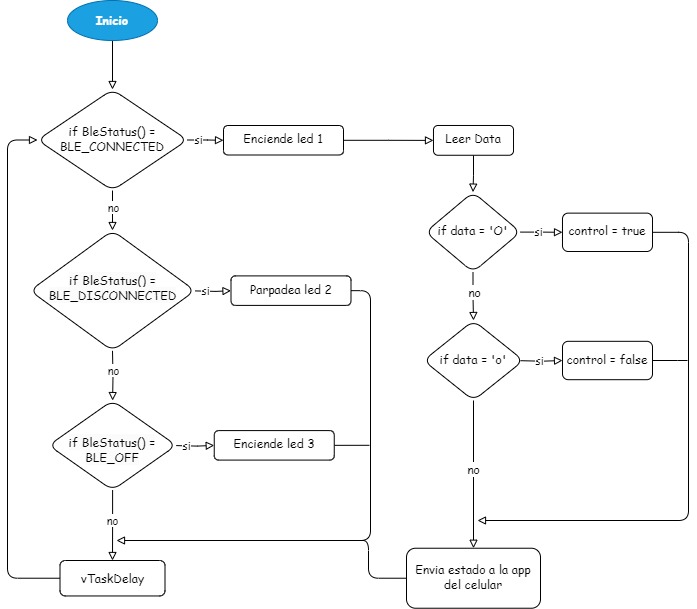 Inicio
if BleStatus() =
BLE_CONNECTED
si
Enciende led 1
Leer Data
no
if data = 'O'
si
control = true
no
if BleStatus() =
BLE_DISCONNECTED
si
Parpadea led 2
if data = 'o'
si
control = false
no
if BleStatus() =
BLE_OFF
si
Enciende led 3
no
no
Envia estado a la app
del celular
vTaskDelay